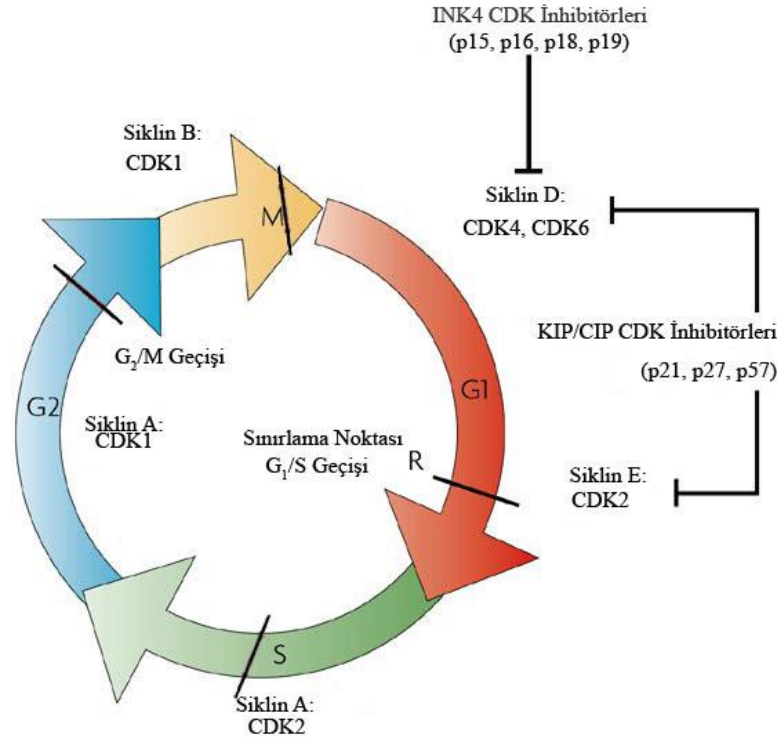 INK4 CDK İnhibitörleri
(p15, p16, p18, p19)
Siklin B:
CDK1
M
Siklin D:
CDK4, CDK6
G₂/M Geçişi
KIP/CIP CDK İnhibitörleri
(p21, p27, p57)
G1
G2
Siklin A:
CDK1
Sınırlama Noktası
G₁/S Geçişi
R
Siklin E:
CDK2
S
Siklin A:
CDK2